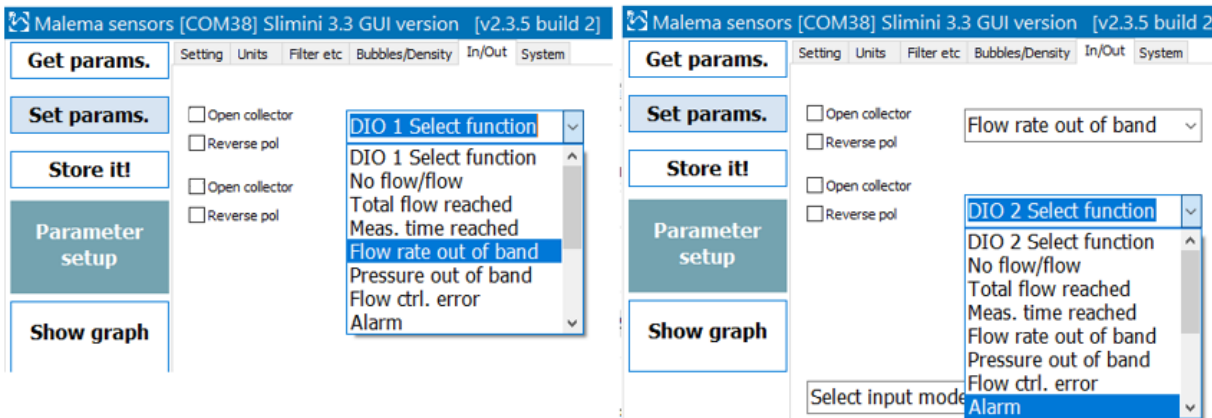 Malema sensors [COM38] Slimini 3.3 GUI version [v2.3.5 build 2]
Get params.
Setting Units Filter etc Bubbles/Density In/Out System
Set params.
Open collector
DIO 1 Select function
Reverse pol
DIO 1 Select function
Store it!
No flow/flow
Open collector
Total flow reached
Reverse pol
Meas. time reached
Parameter
setup
Flow rate out of band
Pressure out of band
Flow ctrl. error
Show graph
Alarm
Malema sensors [COM38] Slimini 3.3 GUI version [v2.3.5 build 2
Get params.
Setting Units Filter etc Bubbles/Density In/Out System
Set params.
Open collector
Flow rate out of band
Reverse pol
Store it!
Open collector
Reverse pol
DIO 2 Select function
Parameter
setup
DIO 2 Select function
No flow/flow
Total flow reached
Meas. time reached
Show graph
Flow rate out of band
Pressure out of band
Flow ctrl. error
Select input mode
Alarm